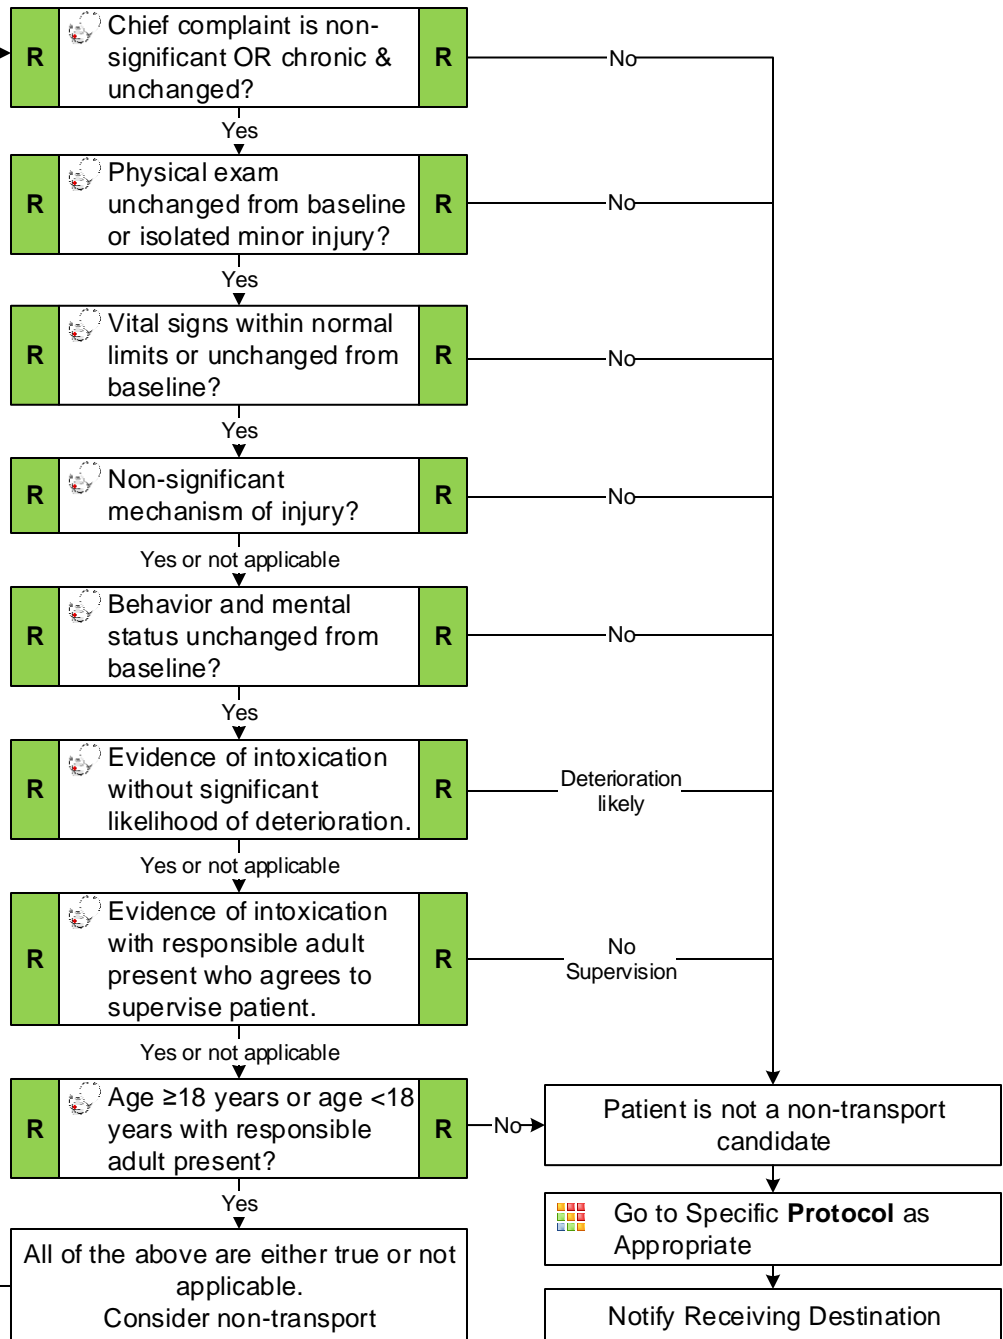 R
Chief complaint is non-
significant OR chronic &
unchanged?
R
No
Yes
R
Physical exam
unchanged from baseline
or isolated minor injury?
R
No
Yes
R
Vital signs within normal
limits or unchanged from
baseline?
R
No
Yes
R
Non-significant
mechanism of injury?
R
No
Yes or not applicable
R
Behavior and mental
status unchanged from
baseline?
R
No
Yes
R
Evidence of intoxication
without significant
likelihood of deterioration.
R
Deterioration
likely
Yes or not applicable
R
Evidence of intoxication
with responsible adult
present who agrees to
supervise patient.
R
No
Supervision
Yes or not applicable
R
Age ≥18 years or age <18
years with responsible
adult present?
R
No
Patient is not a non-transport
candidate
Yes
Go to Specific Protocol as
Appropriate
All of the above are either true or not
applicable.
Consider non-transport
Notify Receiving Destination